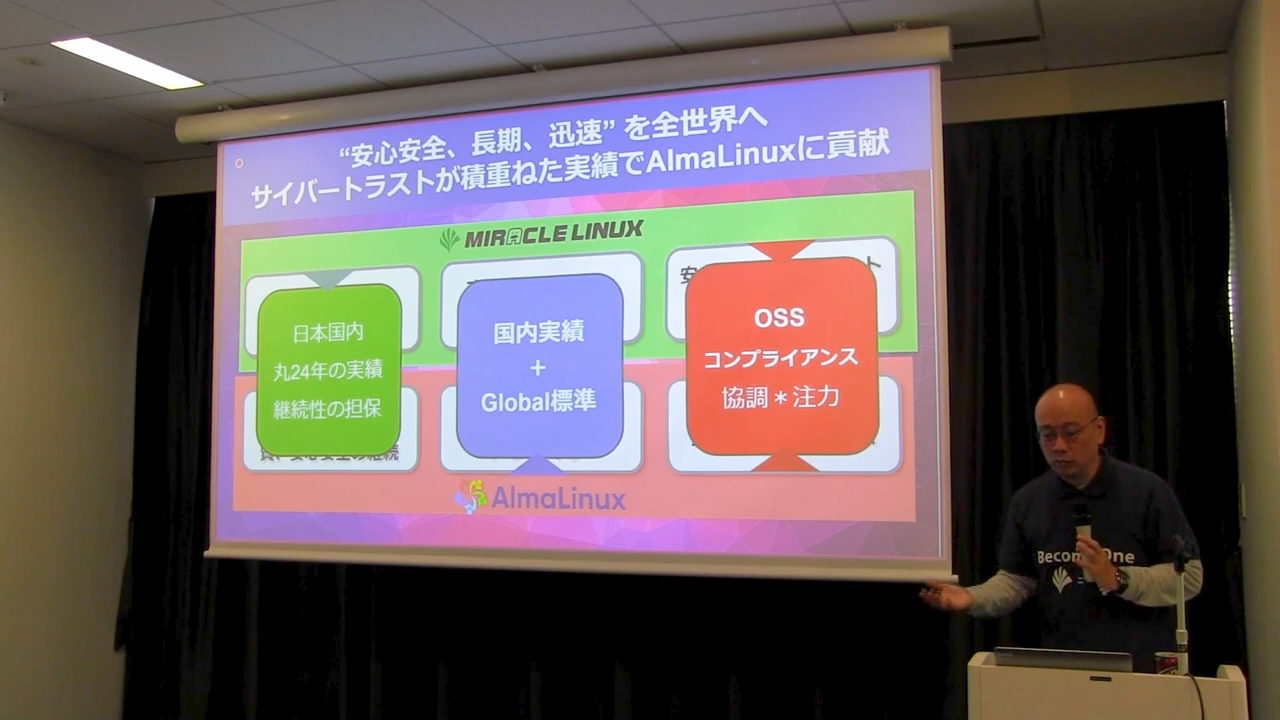 “安心安全、長期、迅速” を全世界へ
サイバートラストが積重ねた実績でAlmaLinuxに貢献
MIRACLE LINUX
日本国内
丸24年の実績
継続性の担保
国内実績
+
Global標準
OSS
コンプライアンス
協調＊注力
AlmaLinux
Become One